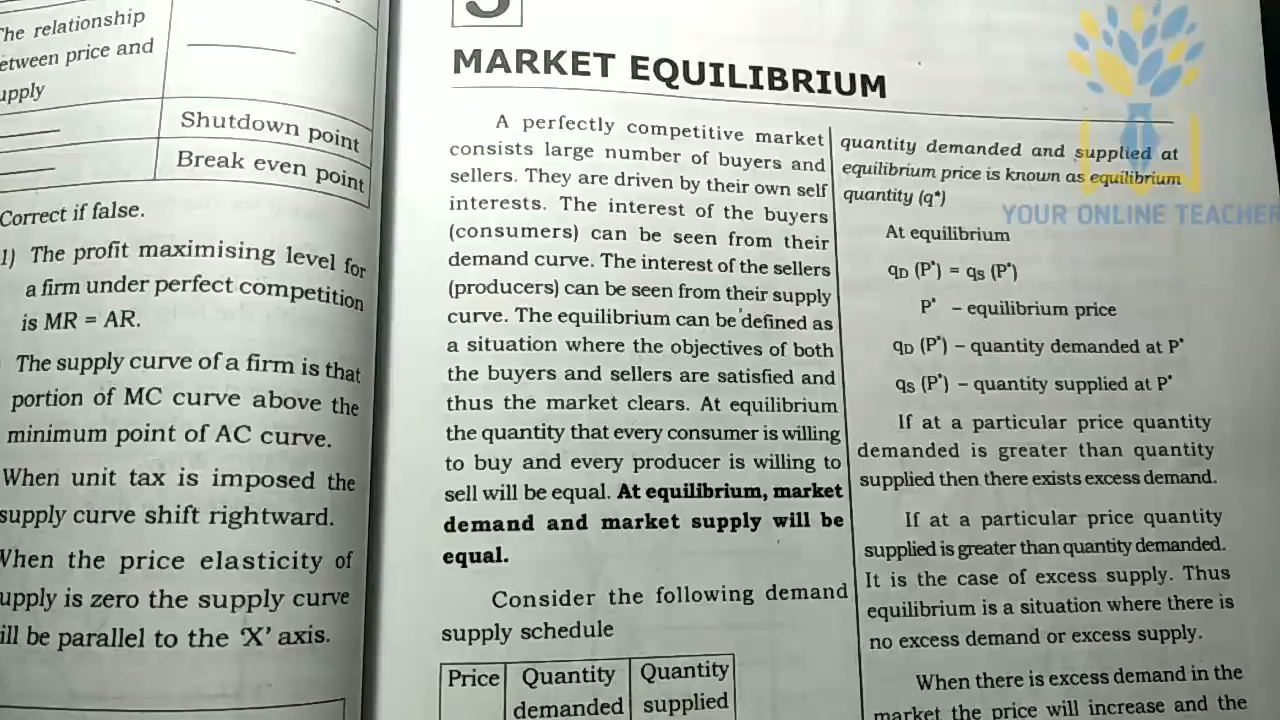 The relationship
etween price and
upply
Shutdown point
Break even point
Correct if false.
1) The profit maximising level for
a firm under perfect competition
is MR = AR.
The supply curve of a firm is that
portion of MC curve above the
minimum point of AC curve.
When unit tax is imposed the
supply curve shift rightward.
When the price elasticity of
upply is zero the supply curve
ill be parallel to the 'X' axis.
MARKET EQUILIBRIUM
A perfectly competitive market
consists large number of buyers and
sellers. They are driven by their own self
interests. The interest of the buyers
(consumers) can be seen from their
demand curve. The interest of the sellers
(producers) can be seen from their supply
curve. The equilibrium can be defined as
a situation where the objectives of both
the buyers and sellers are satisfied and
thus the market clears. At equilibrium
the quantity that every consumer is willing
to buy and every producer is willing to
sell will be equal. At equilibrium, market
demand and market supply will be
equal.
Consider the following demand
supply schedule
Price Quantity demanded Quantity supplied
quantity demanded and supplied at
equilibrium price is known as equilibrium
quantity (q*)
At equilibrium
qD (P*) = qS (P*)
P* – equilibrium price
qD (P*) – quantity demanded at P*
qS (P*) – quantity supplied at P*
If at a particular price quantity
demanded is greater than quantity
supplied then there exists excess demand.
If at a particular price quantity
supplied is greater than quantity demanded.
It is the case of excess supply. Thus
equilibrium is a situation where there is
no excess demand or excess supply.
When there is excess demand in the
market the price will increase and the
YOUR ONLINE TEACHER